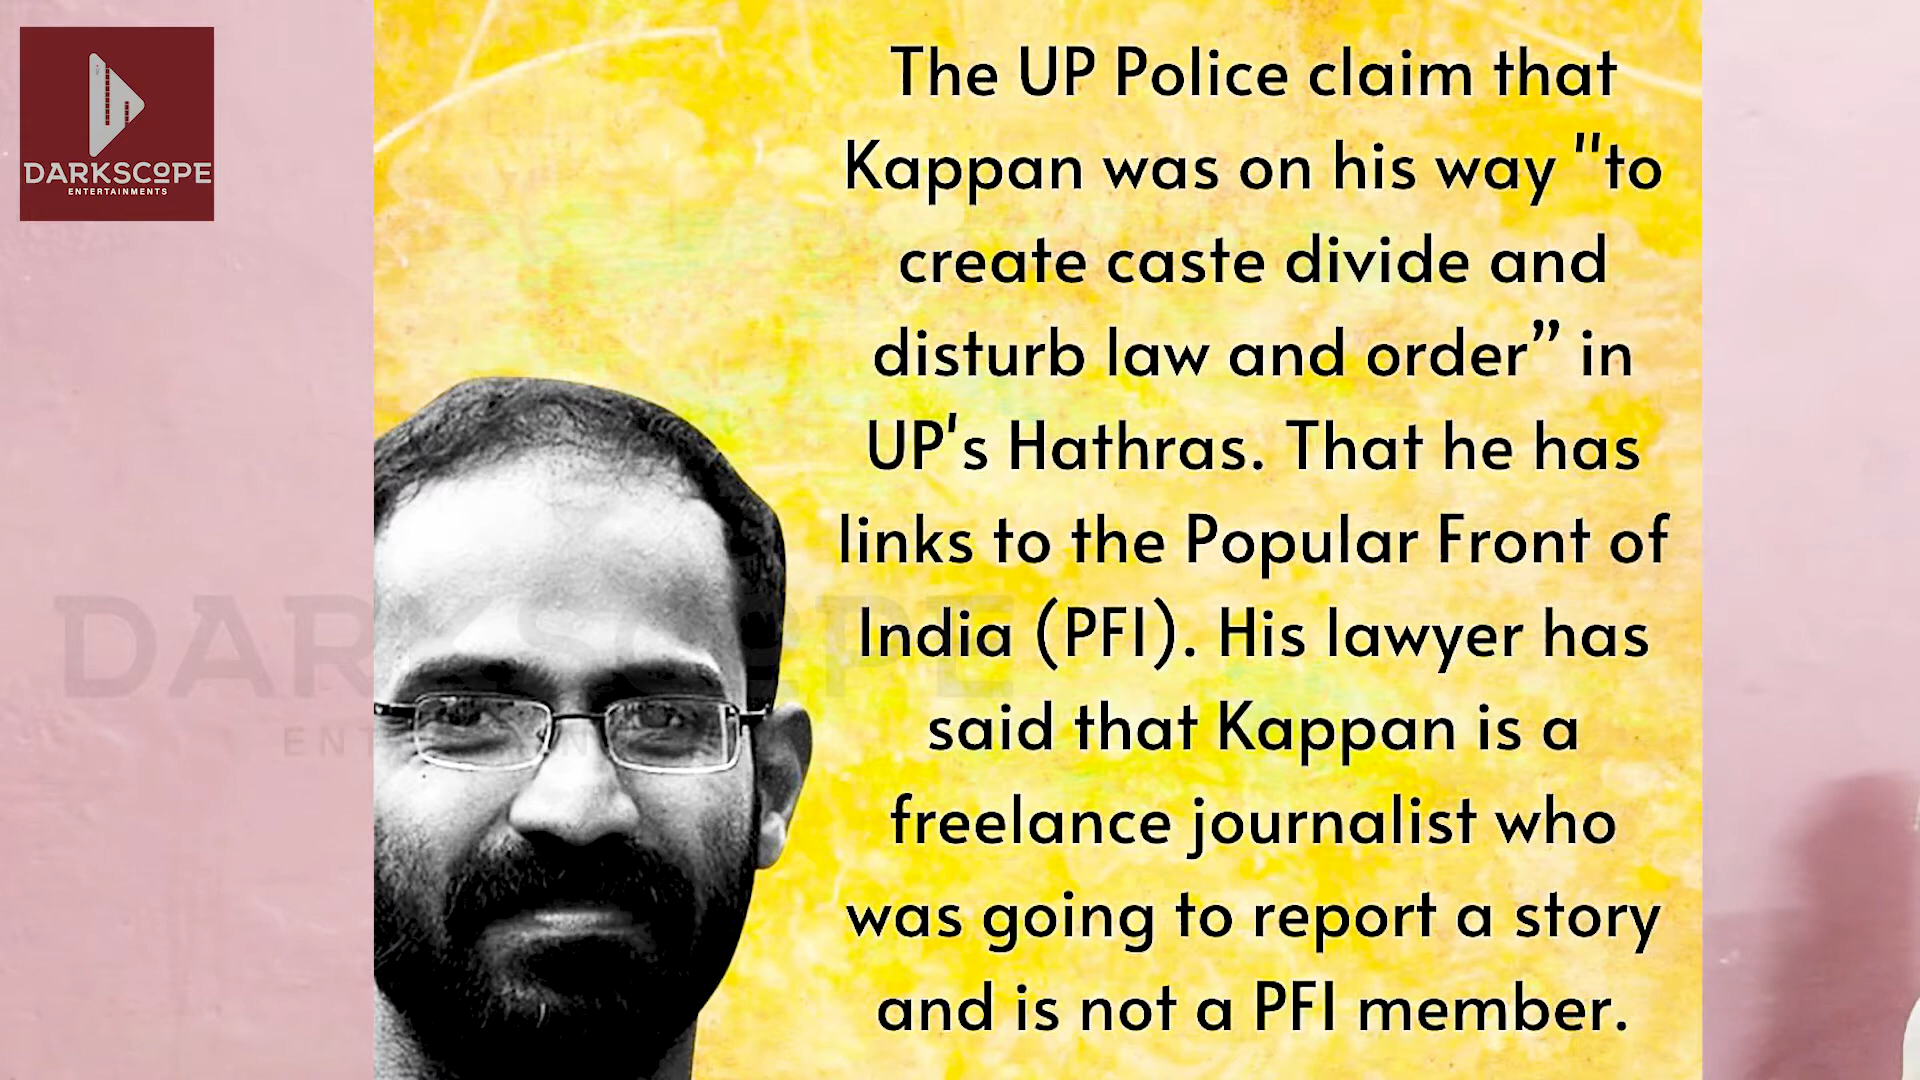 DARKSCOPE
ENTERTAINMENTS
The UP Police claim that
Kappan was on his way "to
create caste divide and
disturb law and order” in
UP's Hathras. That he has
links to the Popular Front of
India (PFI). His lawyer has
said that Kappan is a
freelance journalist who
was going to report a story
and is not a PFI member.
DARKSCOPE